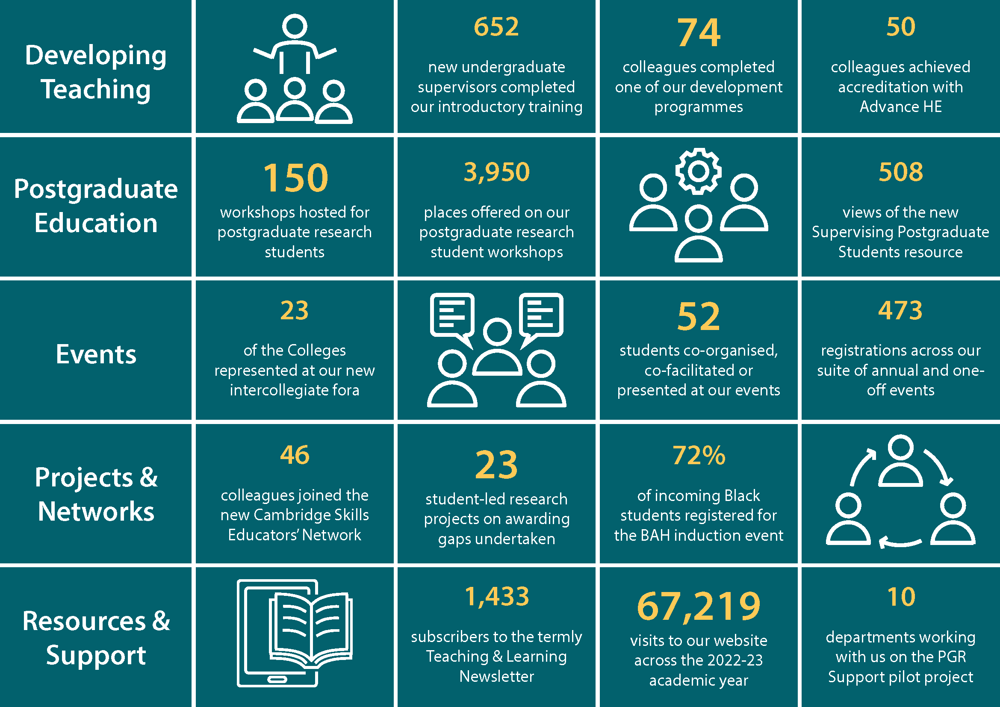 Developing
Teaching
652
new undergraduate
supervisors completed
our introductory training
74
colleagues completed
one of our development
programmes
50
colleagues achieved
accreditation with
Advance HE
Postgraduate
Education
150
workshops hosted for
postgraduate research
students
3,950
places offered on our
postgraduate research
student workshops
508
views of the new
Supervising Postgraduate
Students resource
Events
23
of the Colleges
represented at our new
intercollegiate fora
52
students co-organised,
co-facilitated or
presented at our events
473
registrations across our
suite of annual and one-
off events
Projects &
Networks
46
colleagues joined the
new Cambridge Skills
Educators’ Network
23
student-led research
projects on awarding
gaps undertaken
72%
of incoming Black
students registered for
the BAH induction event
Resources &
Support
1,433
subscribers to the termly
Teaching & Learning
Newsletter
67,219
visits to our website
across the 2022-23
academic year
10
departments working
with us on the PGR
Support pilot project